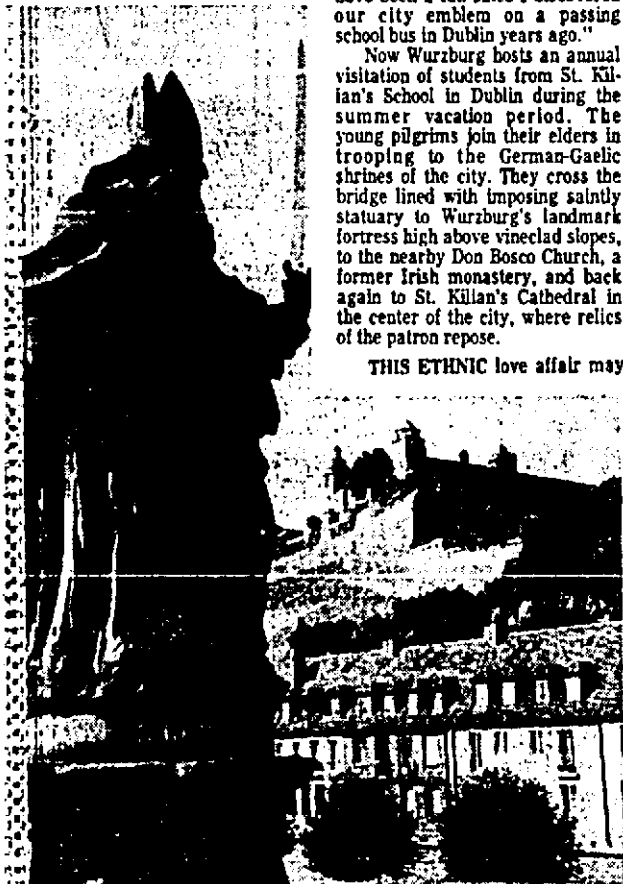 our city emblem on a passing
school bus in Dublin years ago."
Now Wurzburg hosts an annual
visitation of students from St. Kil-
ian's School in Dublin during the
summer vacation period. The
young pilgrims join their elders in
trooping to the German-Gaelic
shrines of the city. They cross the
bridge lined with imposing saintly
statuary to Wurzburg's landmark
fortress high above vineclad slopes,
to the nearby Don Bosco Church, a
former Irish monastery, and back
again to St. Kilian's Cathedral in
the center of the city, where relics
of the patron repose.
THIS ETHNIC love affair may